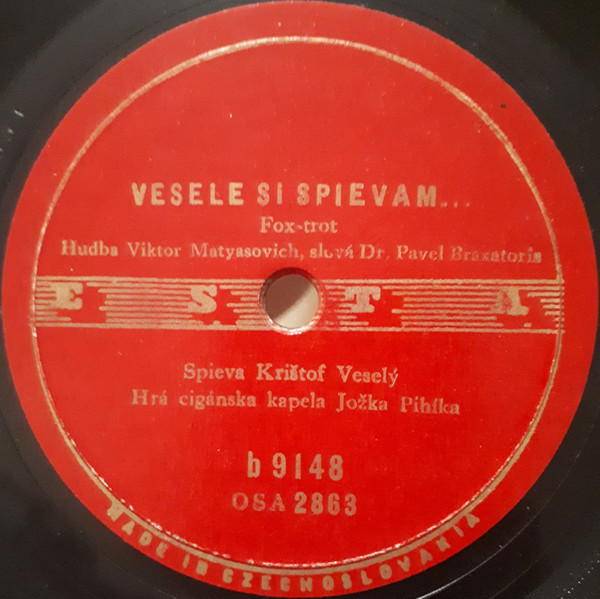 VESELE SI SPIEVAM...
Fox-trot
Hudba Viktor Matyasovich, slová Dr. Pavel Braxatoris
ESTA
Spieva Krištof Veselý
Hrá cigánska kapela Jožka Pihíka
b 9148
OSA 2863
MADE IN CZECHOSLOVAKIA